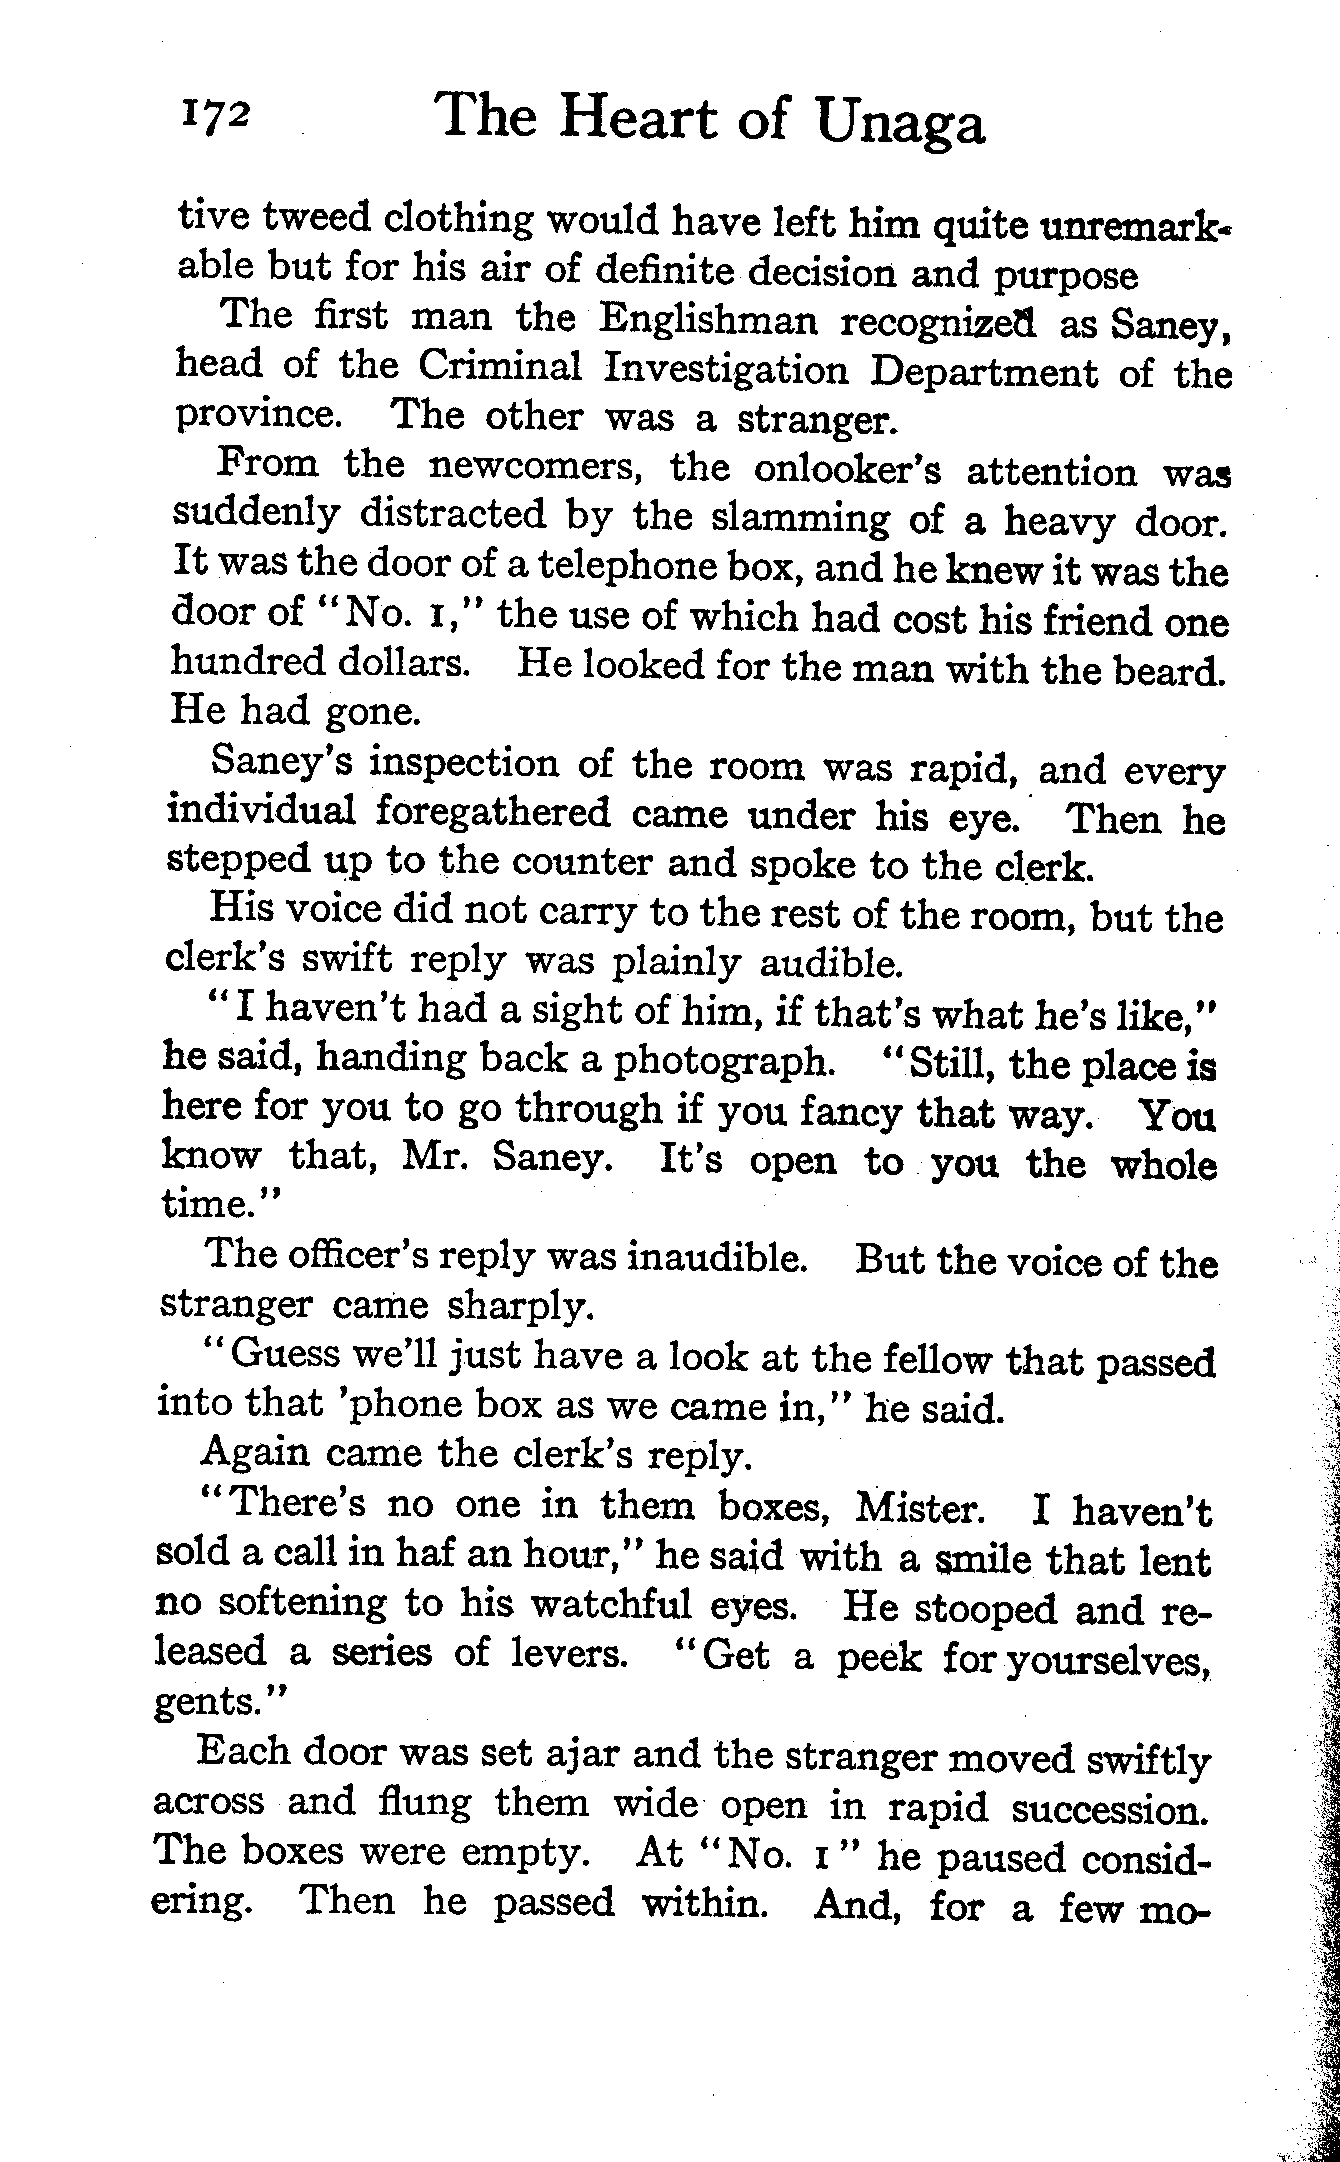 172 The Heart of Unaga
tive tweed clothing would have left him quite unremark-
able but for his air of definite decision and purpose
The first man the Englishman recognized as Saney,
head of the Criminal Investigation Department of the
province. The other was a stranger.
From the newcomers, the onlooker's attention was
suddenly distracted by the slamming of a heavy door.
It was the door of a telephone box, and he knew it was the
door of "No. 1," the use of which had cost his friend one
hundred dollars. He looked for the man with the beard.
He had gone.
Saney's inspection of the room was rapid, and every
individual foregathered came under his eye. Then he
stepped up to the counter and spoke to the clerk.
His voice did not carry to the rest of the room, but the
clerk's swift reply was plainly audible.
"I haven't had a sight of him, if that's what he's like,"
he said, handing back a photograph. "Still, the place is
here for you to go through if you fancy that way. You
know that, Mr. Saney. It's open to you the whole
time."
The officer's reply was inaudible. But the voice of the
stranger came sharply.
"Guess we'll just have a look at the fellow that passed
into that 'phone box as we came in," he said.
Again came the clerk's reply.
"There's no one in them boxes, Mister. I haven't
sold a call in haf an hour," he said with a smile that lent
no softening to his watchful eyes. He stooped and re-
leased a series of levers. "Get a peek for yourselves,
gents."
Each door was set ajar and the stranger moved swiftly
across and flung them wide open in rapid succession.
The boxes were empty. At "No. 1" he paused consid-
ering. Then he passed within. And, for a few mo-